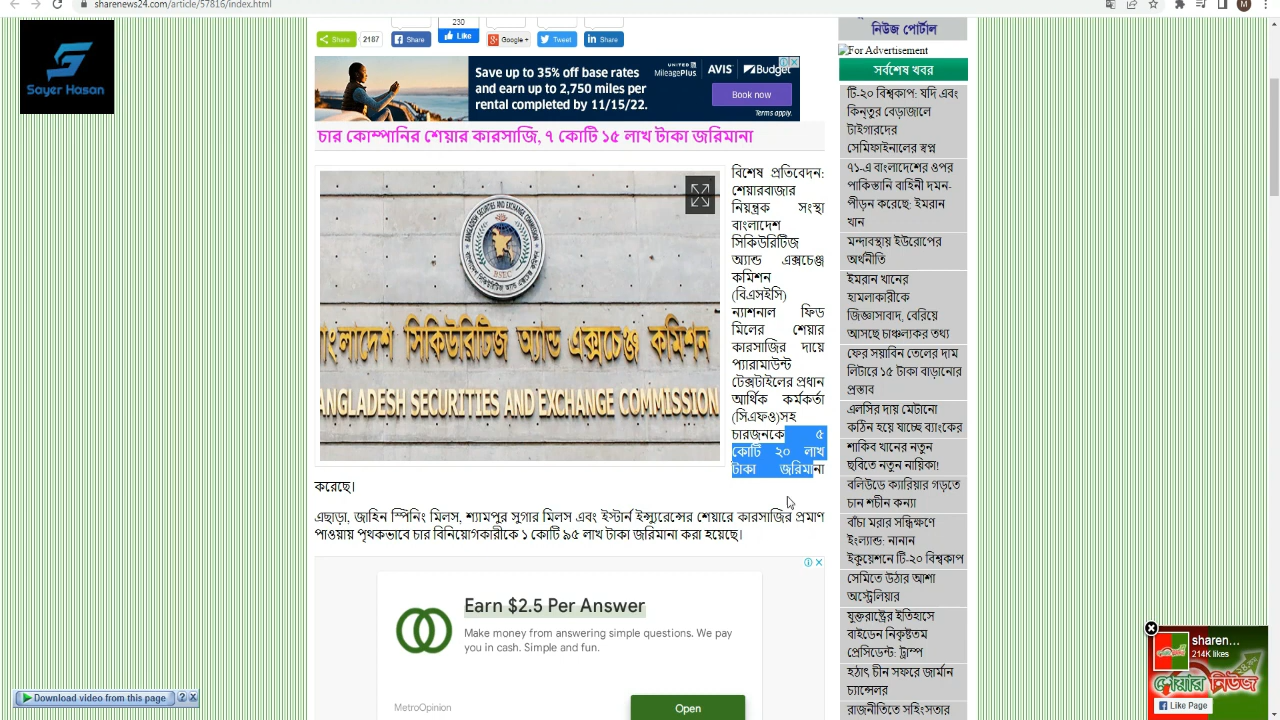 sharenews24.com/article/57816/index.html
Sayer Hasan
230
Share
2187
Share
Like
Google +
Tweet
Share
নিউজ পোর্টাল
For Advertisement
সর্বশেষ খবর
Save up to 35% off base rates
and earn up to 2,750 miles per
rental completed by 11/15/22.
UNITED
MileagePlus
AVIS
Budget
Book now
Terms apply.
চার কোম্পানির শেয়ার কারসাজি, ৭ কোটি ১৫ লাখ টাকা জরিমানা
BSEC
বাংলাদেশ সিকিউরিটিজ অ্যান্ড এক্সচেঞ্জ কমিশন
ANGLADESH SECURITIES AND EXCHANGE COMMISSION
বিশেষ প্রতিবেদন:
শেয়ারবাজার
নিয়ন্ত্রক সংস্থা
বাংলাদেশ
সিকিউরিটিজ
অ্যান্ড এক্সচেঞ্জ
কমিশন
(বিএসইসি)
ন্যাশনাল ফিড
মিলের শেয়ার
কারসাজির দায়ে
প্যারামাউন্ট
টেক্সটাইলের প্রধান
আর্থিক কর্মকর্তা
(সিএফও)সহ
চারজনকে ৫
কোটি ২০ লাখ
টাকা জরিমানা
করেছে।
এছাড়া, জাহিন স্পিনিং মিলস, শ্যামপুর সুগার মিলস এবং ইস্টার্ন ইন্স্যুরেন্সের শেয়ারে কারসাজির প্রমাণ
পাওয়ায় পৃথকভাবে চার বিনিয়োগকারীকে ১ কোটি ৯৫ লাখ টাকা জরিমানা করা হয়েছে।
Earn $2.5 Per Answer
Make money from answering simple questions. We pay
you in cash. Simple and fun.
MetroOpinion
Open
টি-২০ বিশ্বকাপ: যদি এবং
কিন্তুর বেড়াজালে
টাইগারদের
সেমিফাইনালের স্বপ্ন
৭১-এ বাংলাদেশের ওপর
পাকিস্তানি বাহিনী দমন-
পীড়ন করেছে: ইমরান
খান
মন্দাবস্থায় ইউরোপের
অর্থনীতি
ইমরান খানের
হামলাকারীকে
জিজ্ঞাসাবাদ, বেরিয়ে
আসছে চাঞ্চল্যকর তথ্য
ফের সয়াবিন তেলের দাম
লিটারে ১৫ টাকা বাড়ানোর
প্রস্তাব
এলসির দায় মেটানো
কঠিন হয়ে যাচ্ছে ব্যাংকের
শাকিব খানের নতুন
ছবিতে নতুন নায়িকা!
বলিউডে ক্যারিয়ার গড়তে
চান শচীন কন্যা
বাঁচা মরার সন্ধিক্ষণে
ইংল্যান্ড: নানান
ইকুয়েশনে টি-২০ বিশ্বকাপ
সেমিতে উঠার আশা
অস্ট্রেলিয়ার
যুক্তরাষ্ট্রের ইতিহাসে
বাইডেন নিকৃষ্টতম
প্রেসিডেন্ট: ট্রাম্প
হঠাৎ চীন সফরে জার্মান
চ্যান্সেলর
রাজনীতিতে সহিংসতার
Download video from this page
sharen...
214K likes
শেয়ার নিউজ
Like Page